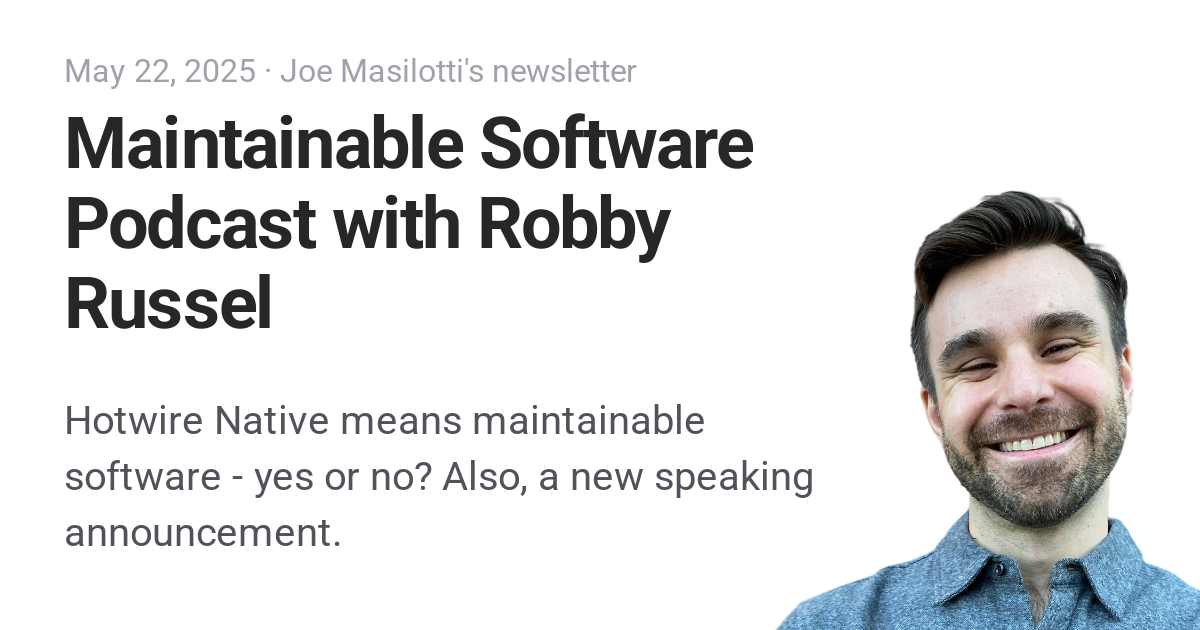 May 22, 2025 · Joe Masilotti's newsletter
Maintainable Software
Podcast with Robby
Russel
Hotwire Native means maintainable
software - yes or no? Also, a new speaking
announcement.